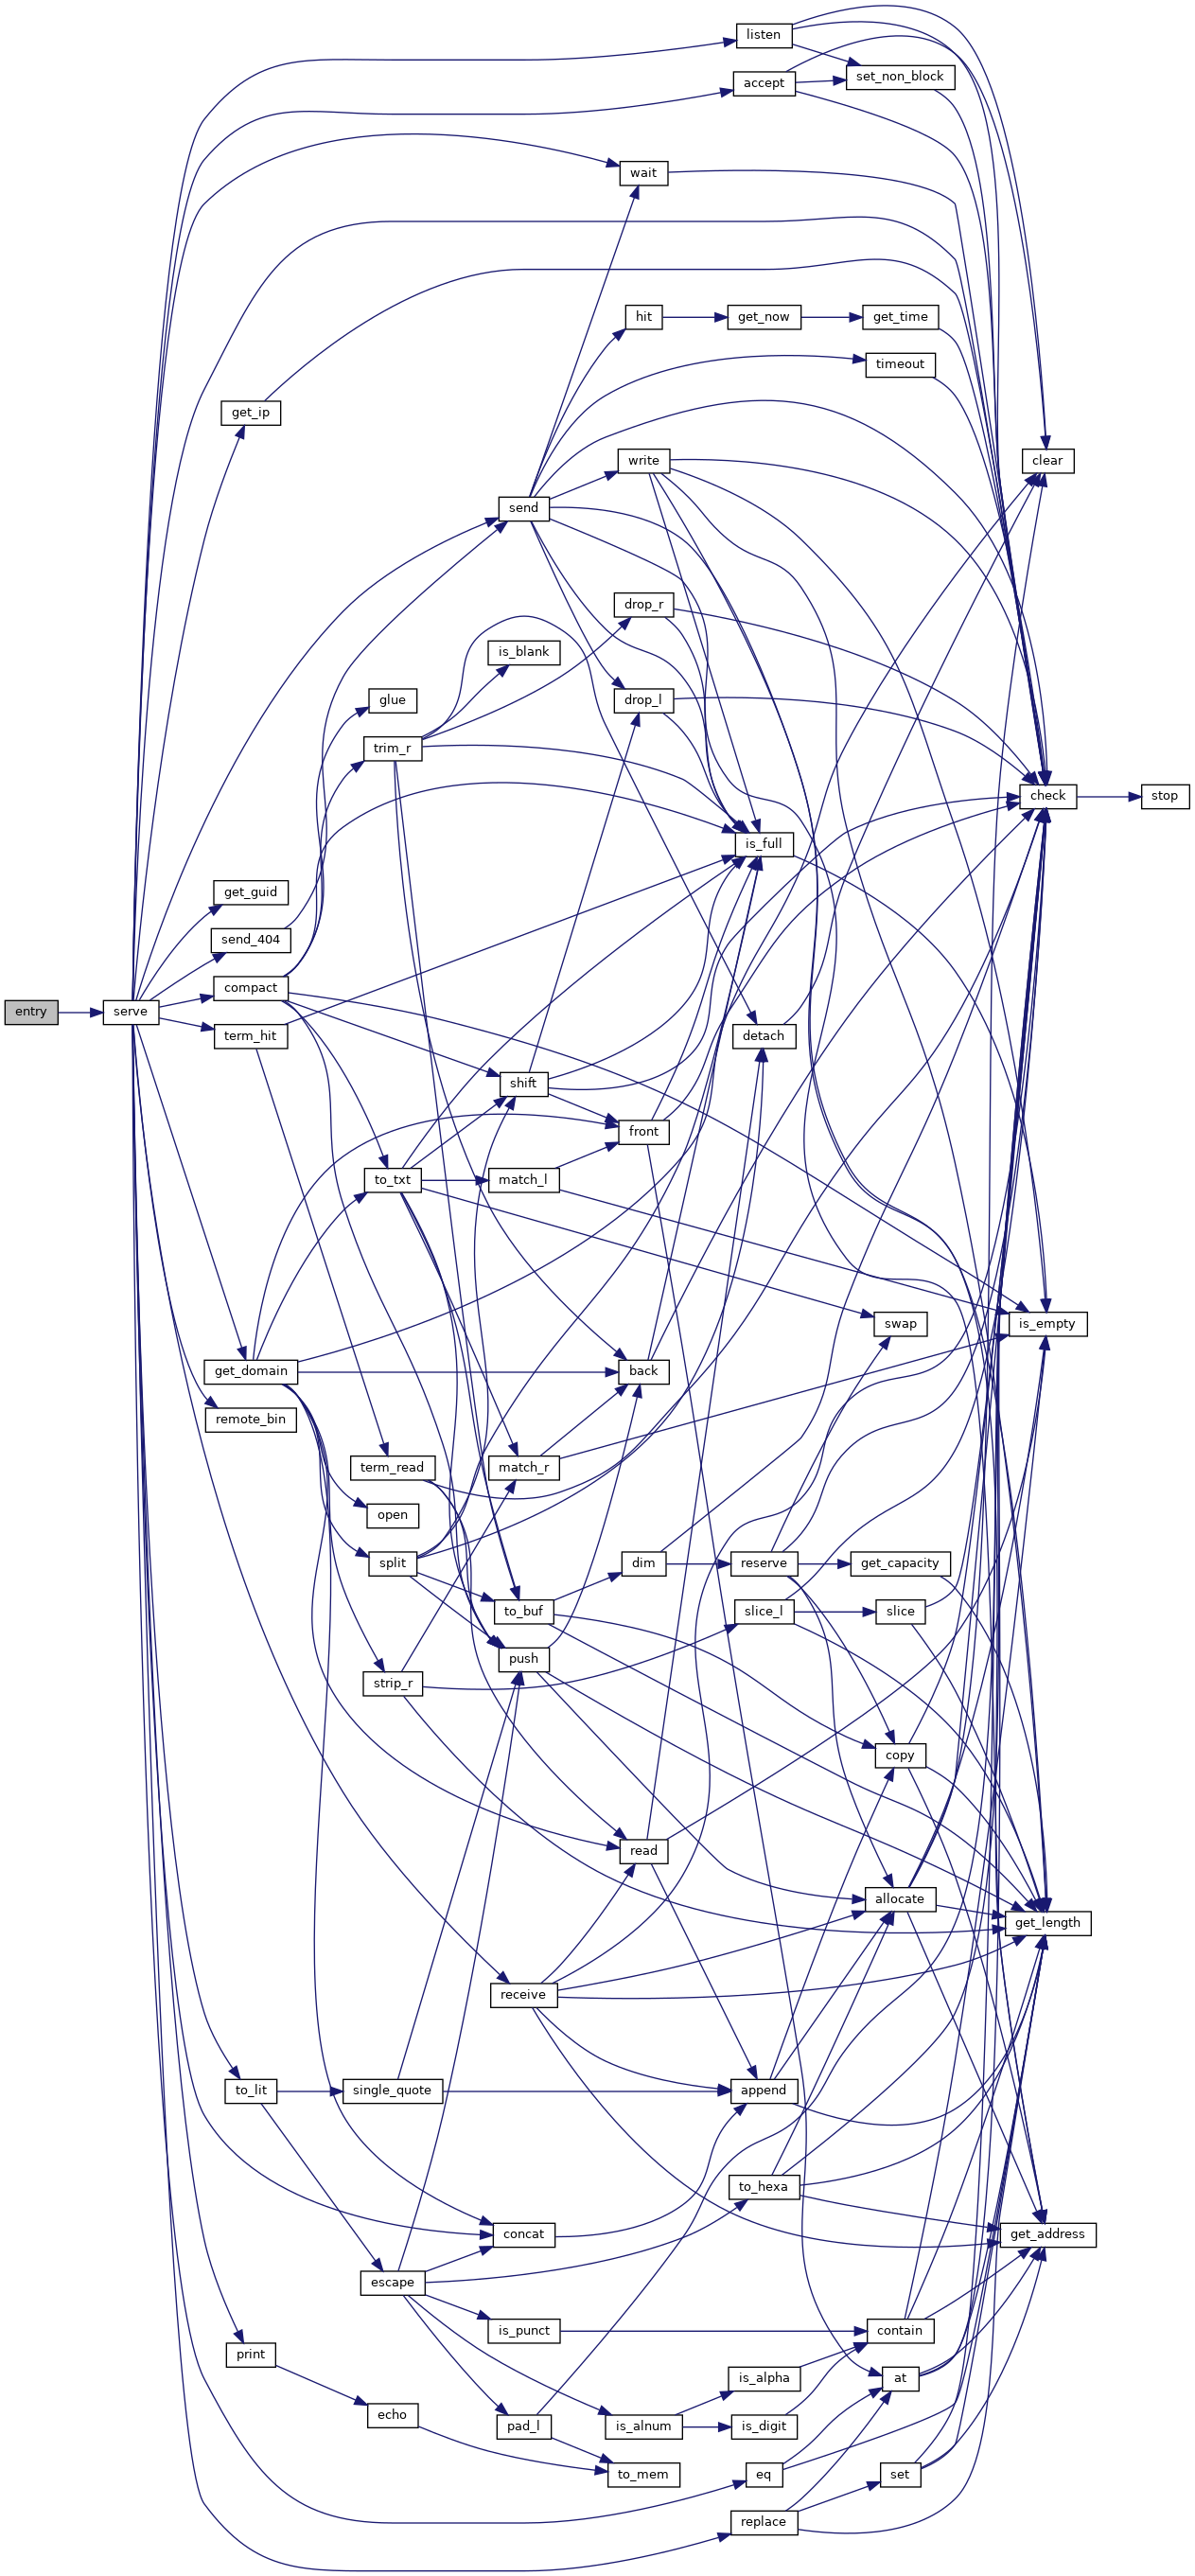 listen
accept
set_non_block
wait
hit
get_now
get_time
timeout
get_ip
clear
write
send
drop_r
is_blank
glue
drop_l
trim_r
check
stop
is_full
get_guid
send_404
compact
entry
serve
term_hit
detach
shift
front
to_txt
match_l
swap
is_empty
get_domain
back
remote_bin
term_read
match_r
open
split
dim
reserve
get_capacity
to_buf
slice_l
slice
push
strip_r
copy
read
allocate
get_length
receive
to_lit
single_quote
append
to_hexa
concat
get_address
escape
is_punct
contain
print
is_alpha
at
echo
pad_l
is_alnum
is_digit
to_mem
eq
set
replace